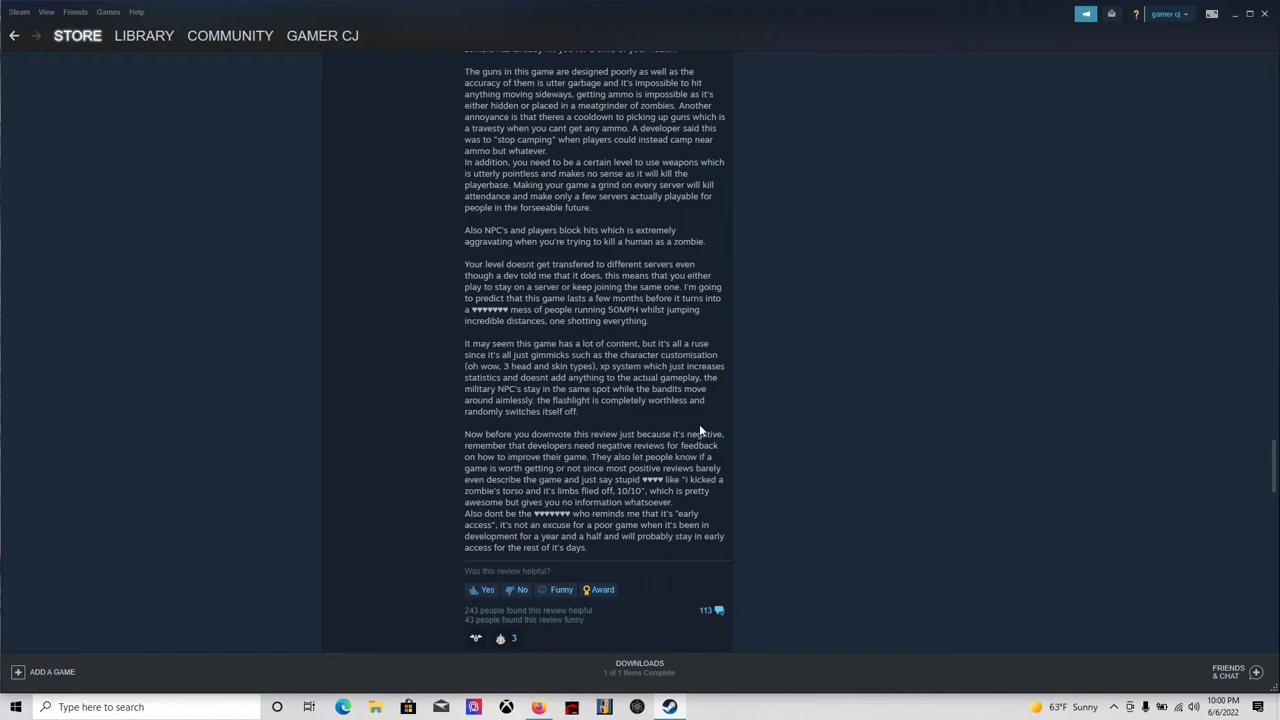 Steam View Friends Games Help
gamer cj
STORE LIBRARY COMMUNITY GAMER CJ
zombie has already hit you for a third of your health.
The guns in this game are designed poorly as well as the
accuracy of them is utter garbage and it's impossible to hit
anything moving sideways, getting ammo is impossible as it's
either hidden or placed in a meatgrinder of zombies. Another
annoyance is that theres a cooldown to picking up guns which is
a travesty when you cant get any ammo. A developer said this
was to "stop camping" when players could instead camp near
ammo but whatever.
In addition, you need to be a certain level to use weapons which
is utterly pointless and makes no sense as it will kill the
playerbase. Making your game a grind on every server will kill
attendance and make only a few servers actually playable for
people in the forseeable future.
Also NPC's and players block hits which is extremely
aggravating when you're trying to kill a human as a zombie.
Your level doesnt get transfered to different servers even
though a dev told me that it does, this means that you either
play to stay on a server or keep joining the same one. I'm going
to predict that this game lasts a few months before it turns into
a ♥♥♥♥♥♥♥ mess of people running 50MPH whilst jumping
incredible distances, one shotting everything.
It may seem this game has a lot of content, but it's all a ruse
since it's all just gimmicks such as the character customisation
(oh wow, 3 head and skin types), xp system which just increases
statistics and doesnt add anything to the actual gameplay, the
military NPC's stay in the same spot while the bandits move
around aimlessly. the flashlight is completely worthless and
randomly switches itself off.
Now before you downvote this review just because it's negative,
remember that developers need negative reviews for feedback
on how to improve their game. They also let people know if a
game is worth getting or not since most positive reviews barely
even describe the game and just say stupid ♥♥♥♥ like "i kicked a
zombie's torso and it's limbs flied off, 10/10", which is pretty
awesome but gives you no information whatsoever.
Also dont be the ♥♥♥♥♥♥♥ who reminds me that it's "early
access", it's not an excuse for a poor game when it's been in
development for a year and a half and will probably stay in early
access for the rest of it's days.
Was this review helpful?
Yes No Funny Award
243 people found this review helpful 113
43 people found this review funny
3
ADD A GAME
DOWNLOADS
1 of 1 Items Complete
FRIENDS
& CHAT
Type here to search
63°F Sunny
10:00 PM
6/6/2022